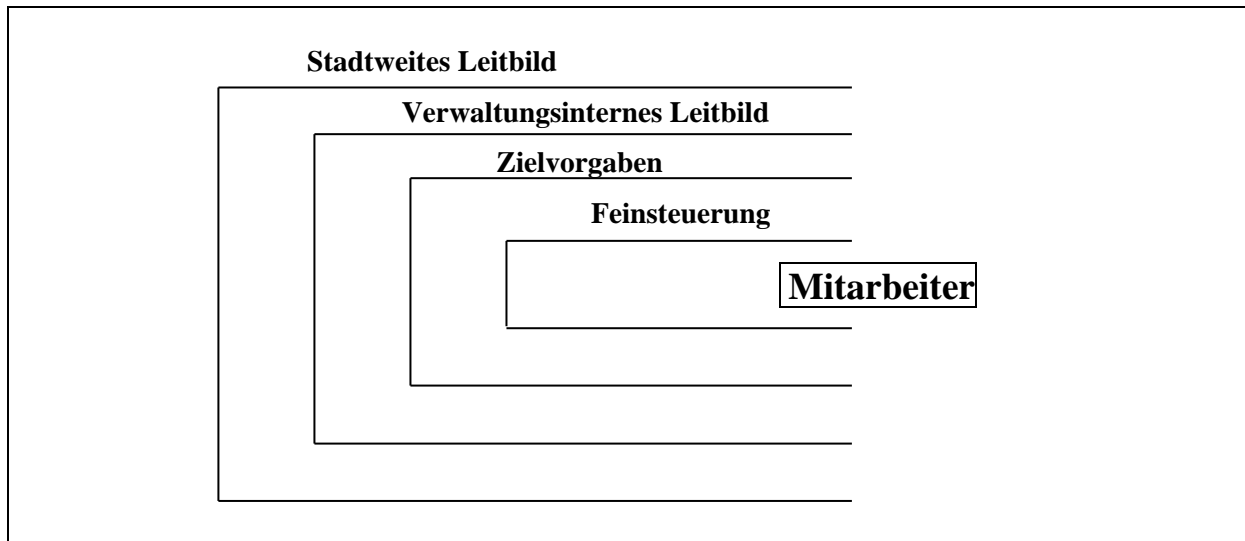 Stadtweites Leitbild
Verwaltungsinternes Leitbild
Zielvorgaben
Feinsteuerung
Mitarbeiter